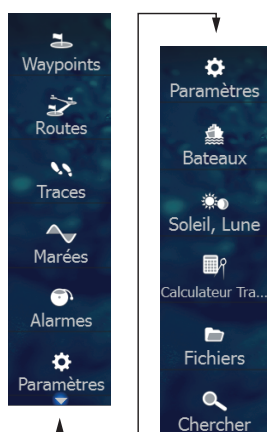 Waypoints
Routes
Traces
Marées
Alarmes
Paramètres
Paramètres
Bateaux
Soleil, Lune
Calculateur Tra...
Fichiers
Chercher